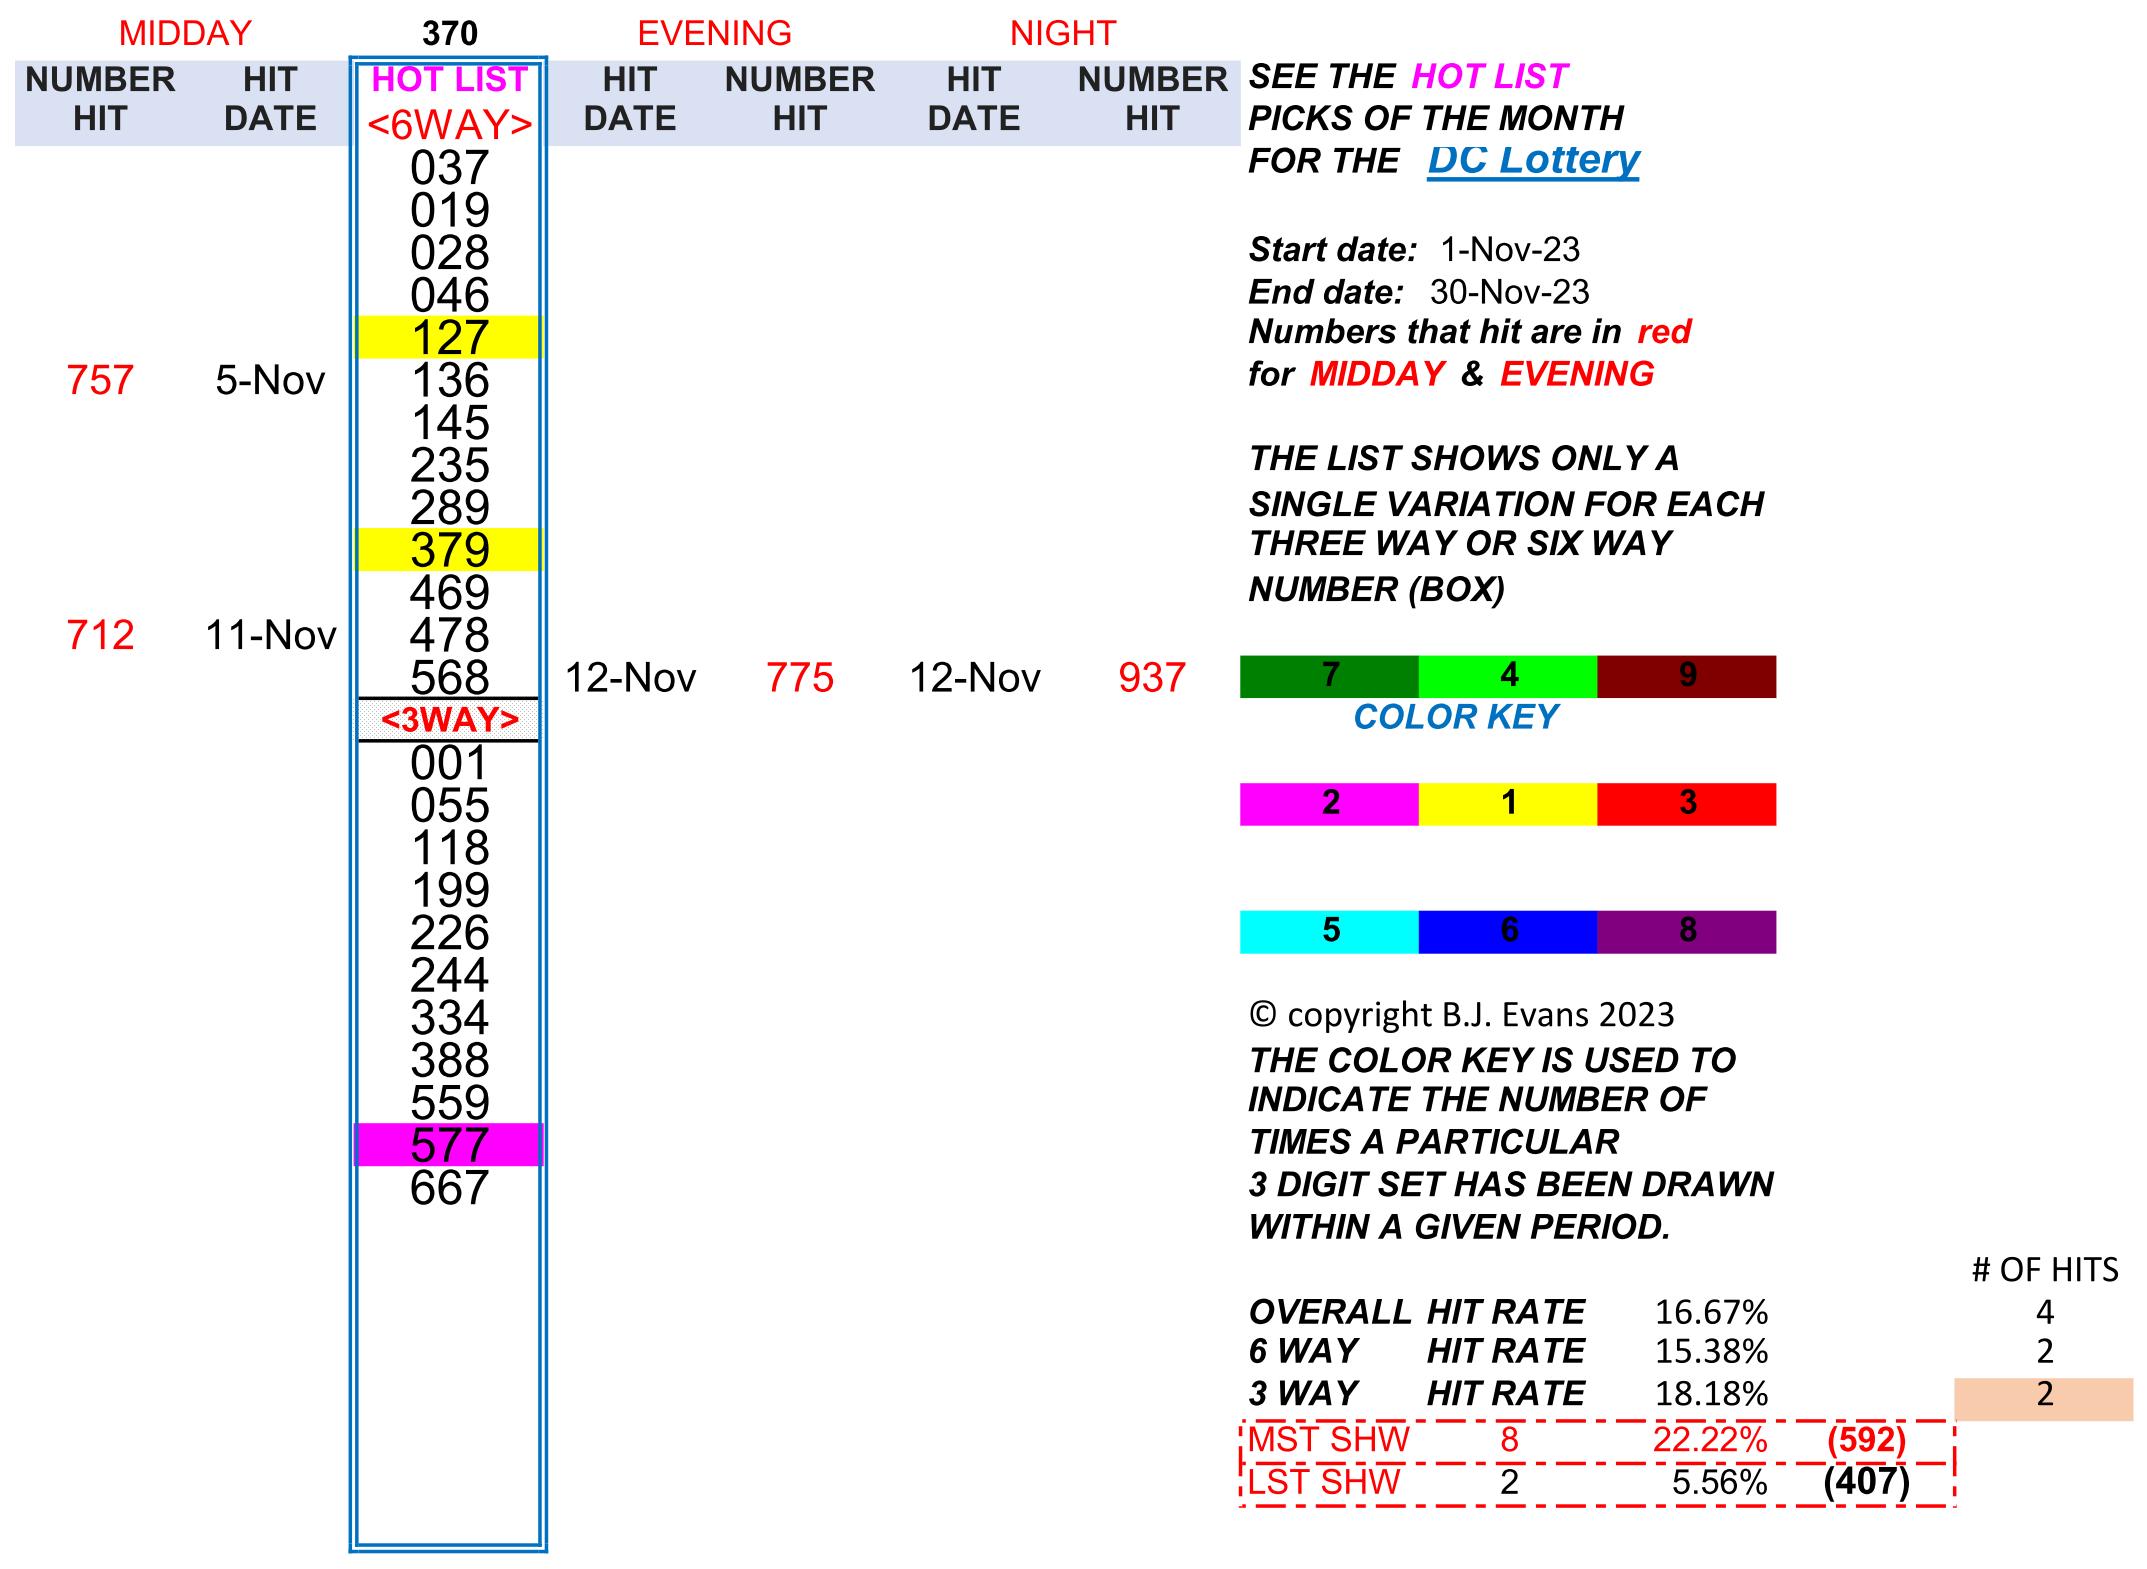 MIDDAY 370 EVENING NIGHT
NUMBER HIT HOT LIST HIT NUMBER HIT NUMBER
HIT DATE <6WAY> DATE HIT DATE HIT
037
019
028
046
127
757 5-Nov 136
145
235
289
379
469
712 11-Nov 478
568 12-Nov 775 12-Nov 937
<3WAY>
001
055
118
199
226
244
334
388
559
577
667
SEE THE HOT LIST
PICKS OF THE MONTH
FOR THE DC Lottery
Start date: 1-Nov-23
End date: 30-Nov-23
Numbers that hit are in red
for MIDDAY & EVENING
THE LIST SHOWS ONLY A
SINGLE VARIATION FOR EACH
THREE WAY OR SIX WAY
NUMBER (BOX)
7 4 9
COLOR KEY
2 1 3
5 6 8
© copyright B.J. Evans 2023
THE COLOR KEY IS USED TO
INDICATE THE NUMBER OF
TIMES A PARTICULAR
3 DIGIT SET HAS BEEN DRAWN
WITHIN A GIVEN PERIOD.
# OF HITS
OVERALL HIT RATE 16.67% 4
6 WAY HIT RATE 15.38% 2
3 WAY HIT RATE 18.18% 2
MST SHW 8 22.22% (592)
LST SHW 2 5.56% (407)